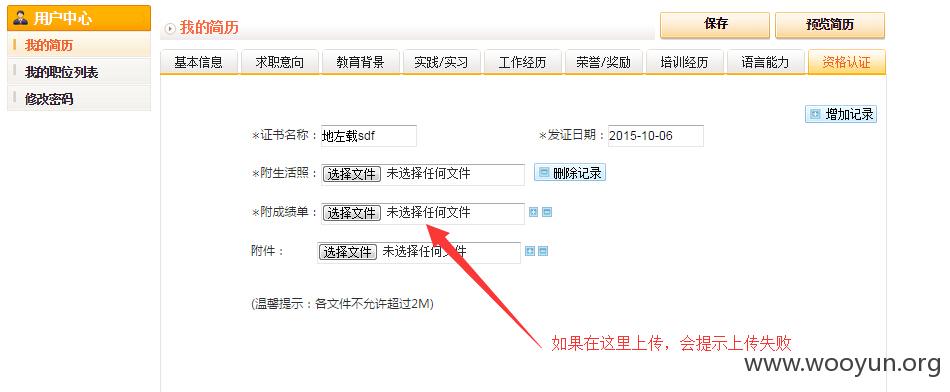 用户中心
我的简历
我的职位列表
修改密码
我的简历
保存
预览简历
基本信息 求职意向 教育背景 实践/实习 工作经历 荣誉/奖励 培训经历 语言能力 资格认证
增加记录
*证书名称: 地左载sdf *发证日期: 2015-10-06
*附生活照: 选择文件 未选择任何文件 删除记录
*附成绩单: 选择文件 未选择任何文件
附件: 选择文件 未选择任何文件
(温馨提示:各文件不允许超过2M)
如果在这里上传，会提示上传失败
www.wooyun.org